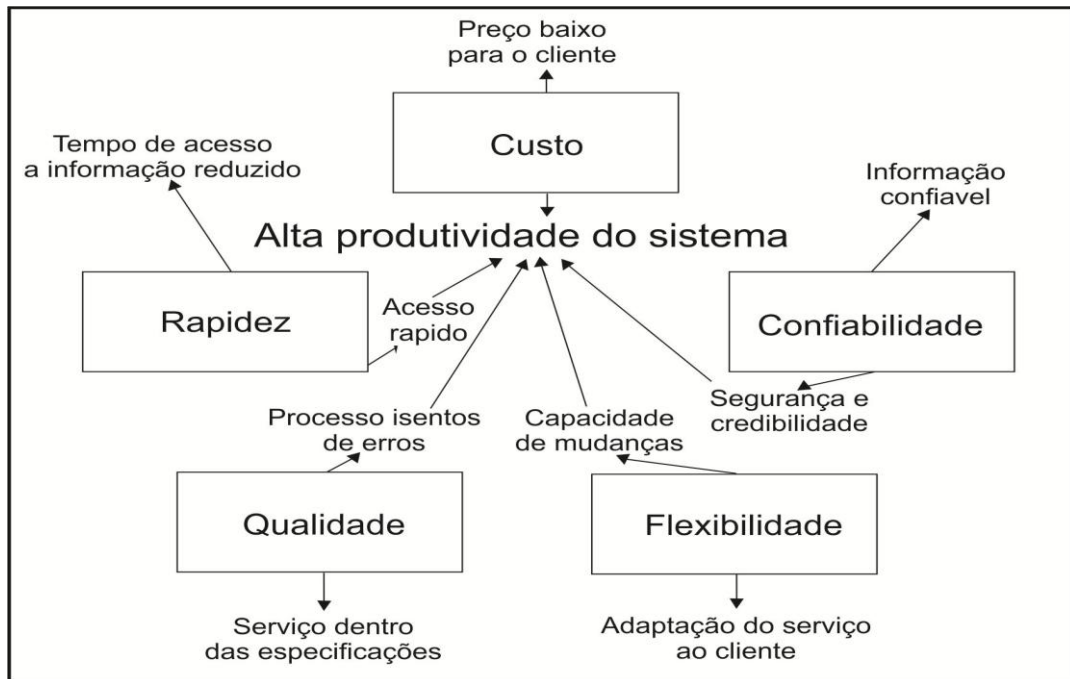 Preço baixo
para o cliente
Custo
Tempo de acesso
a informação reduzido
Informação
confiavel
Alta produtividade do sistema
Rapidez
Acesso
rapido
Confiabilidade
Segurança e
credibilidade
Processo isentos
de erros
Capacidade
de mudanças
Qualidade
Flexibilidade
Serviço dentro
das especificações
Adaptação do serviço
ao cliente